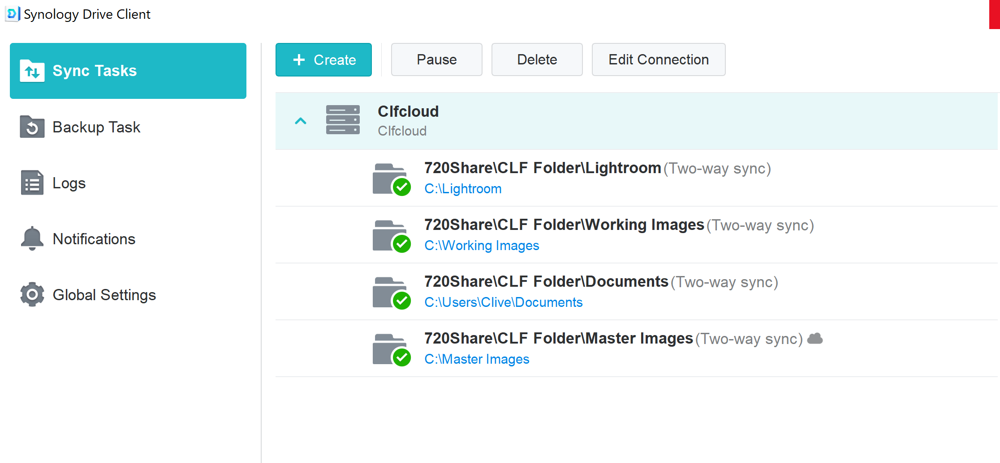 Synology Drive Client
Sync Tasks
Backup Task
Logs
Notifications
Global Settings
+ Create
Pause
Delete
Edit Connection
Clfcloud
Clfcloud
720Share\CLF Folder\Lightroom (Two-way sync)
C:\Lightroom
720Share\CLF Folder\Working Images (Two-way sync)
C:\Working Images
720Share\CLF Folder\Documents (Two-way sync)
C:\Users\Clive\Documents
720Share\CLF Folder\Master Images (Two-way sync)
C:\Master Images